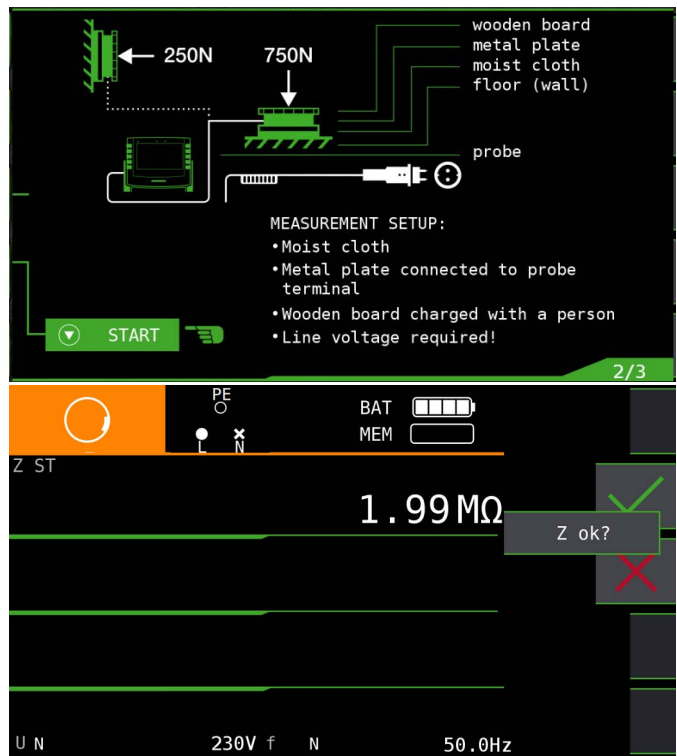 wooden board
metal plate
250N
750N
moist cloth
floor (wall)
probe
MEASUREMENT SETUP:
•Moist cloth
•Metal plate connected to probe
terminal
•Wooden board charged with a person
START
•Line voltage required!
2/3
PE
BAT
L
N
MEM
Z ST
1.99MΩ
Z ok?
U N
230V
f N
50.0Hz